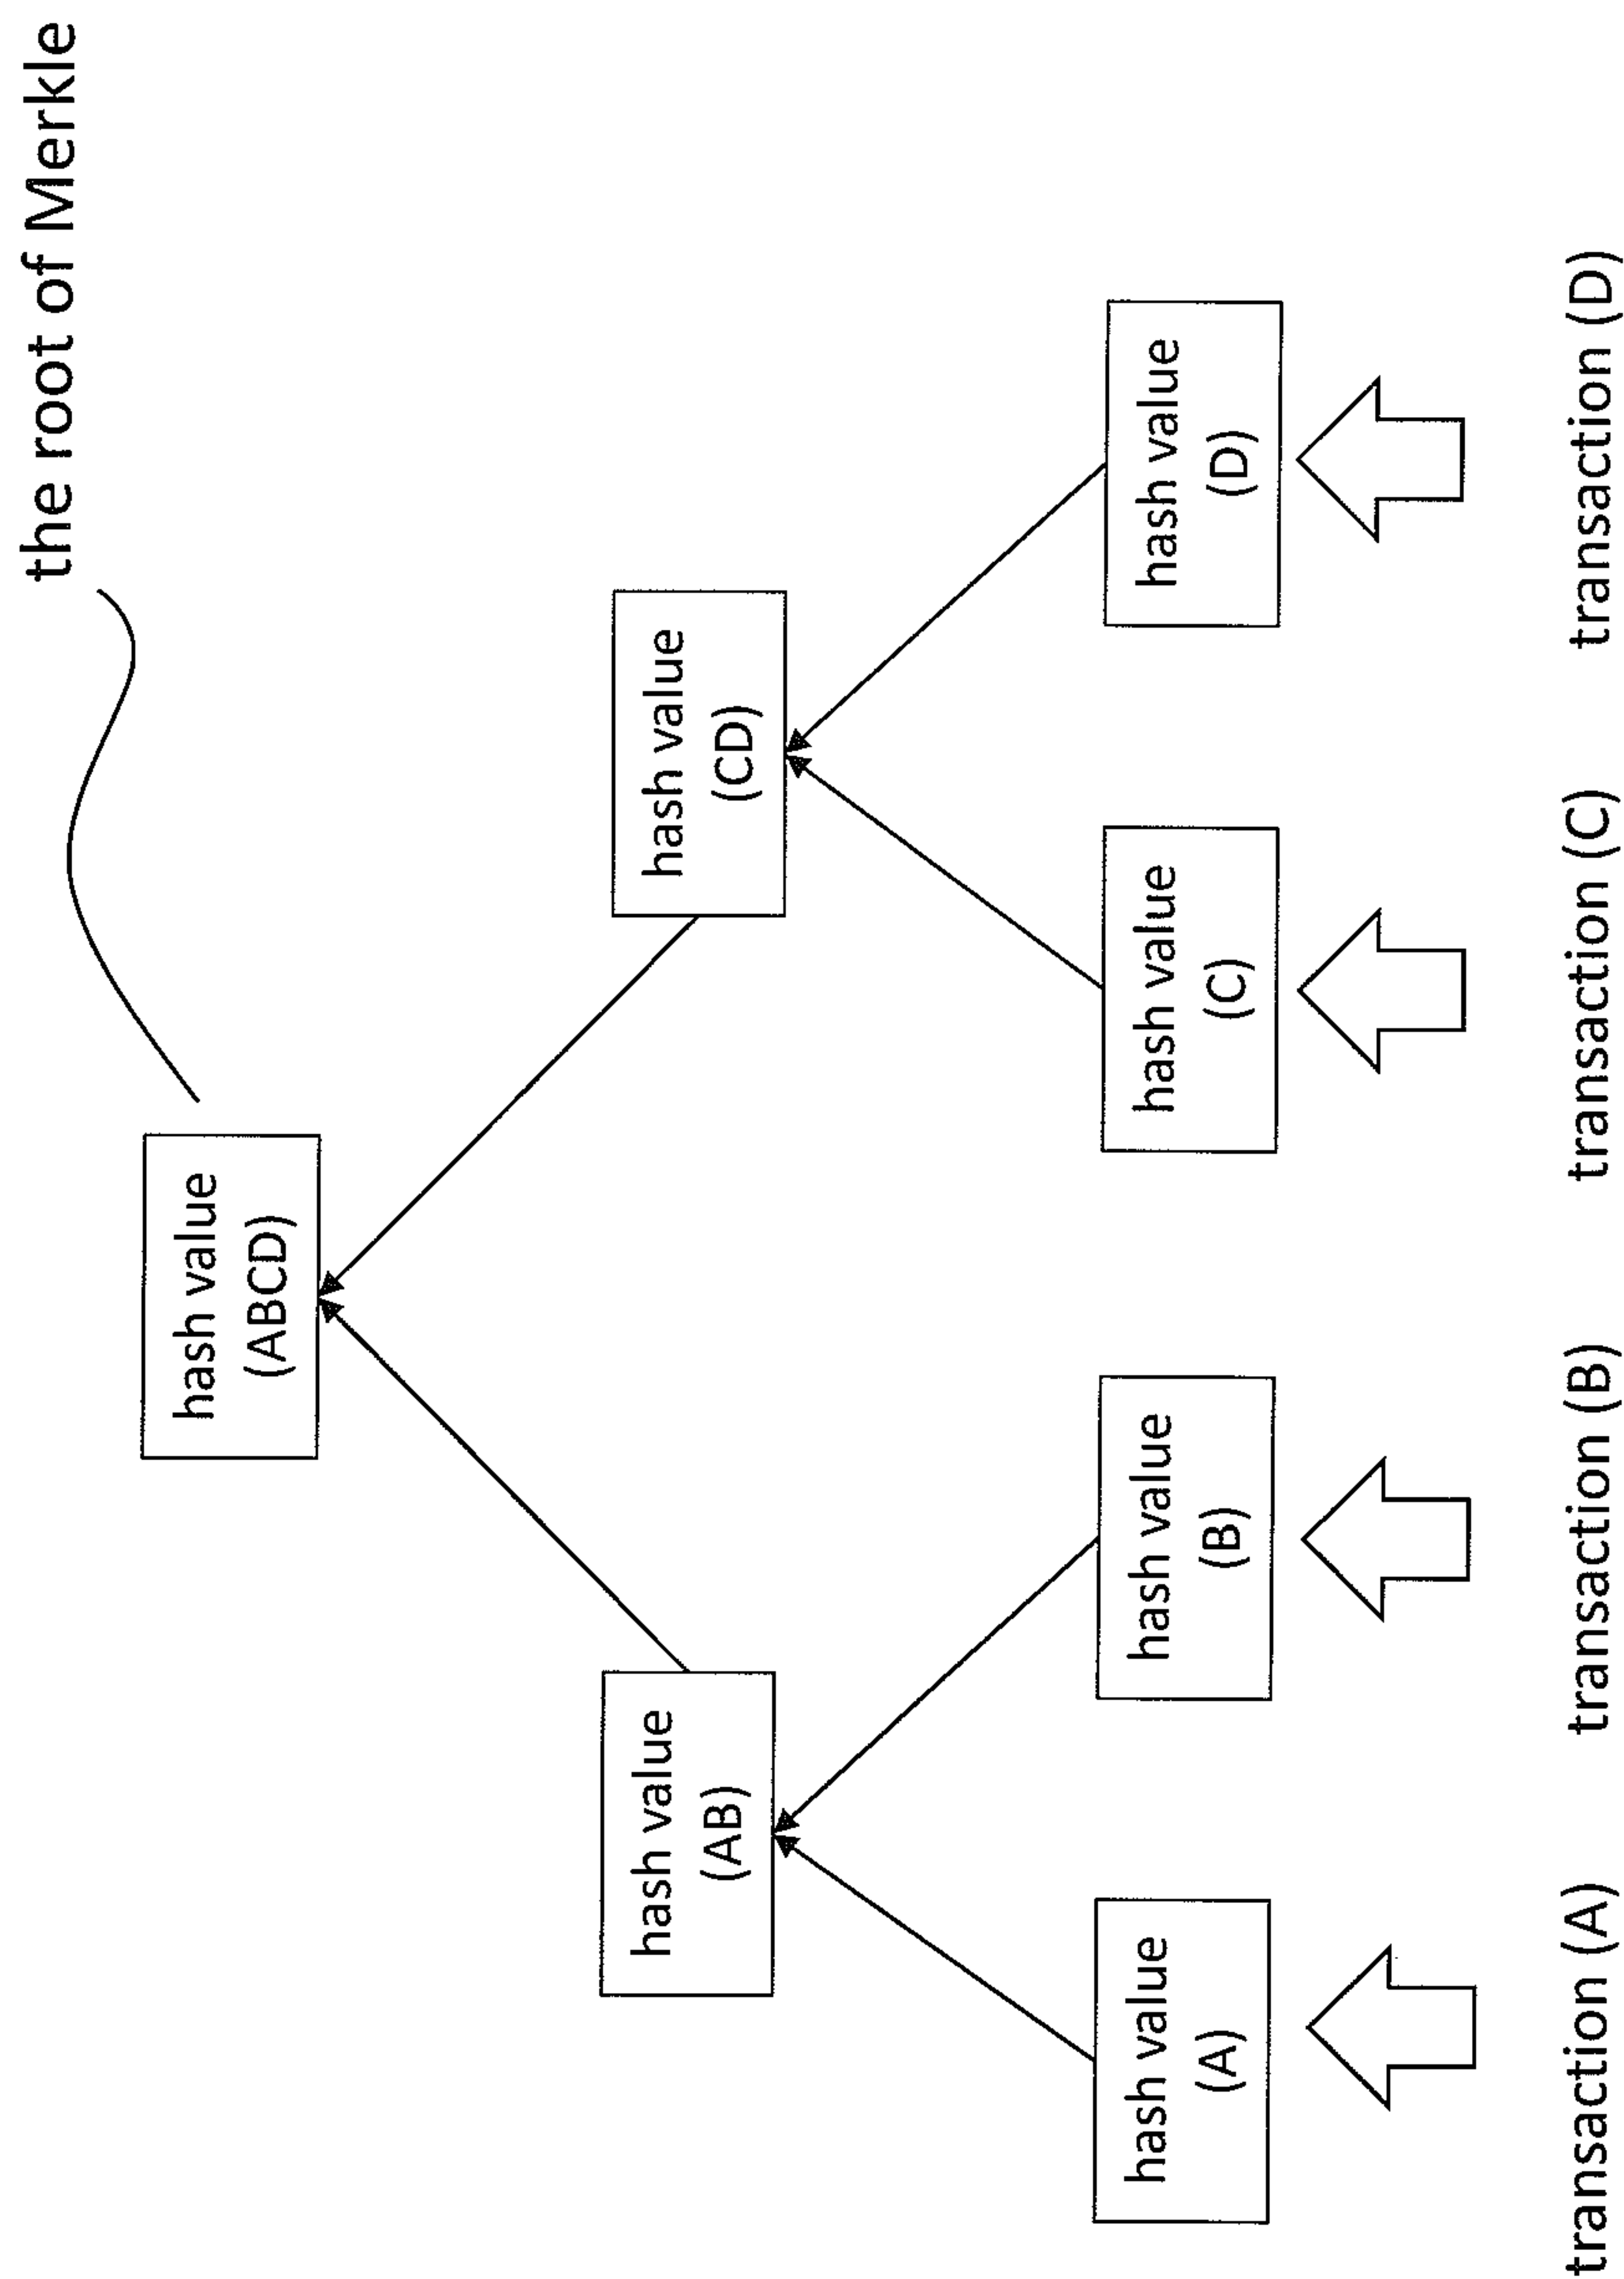 the root of Merkle
hash value
(ABCD)
hash value
(AB)
hash value
(CD)
hash value
(A)
hash value
(B)
hash value
(C)
hash value
(D)
transaction (A)
transaction (B)
transaction (C)
transaction (D)